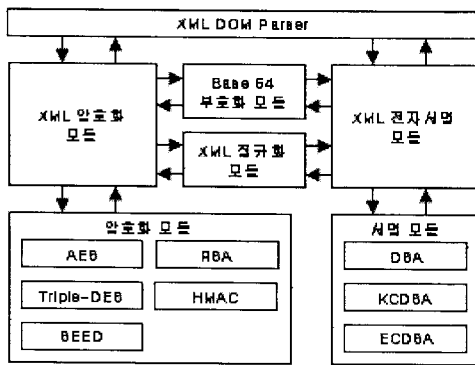 XML DOM Parser
XML 암호화
모듈
Base 64
부호화 모듈
XML 정규화
모듈
XML 전자서명
모듈
암호화 모듈
AES
RSA
Triple-DES
HMAC
SEED
서명 모듈
DSA
KCDSA
ECDSA